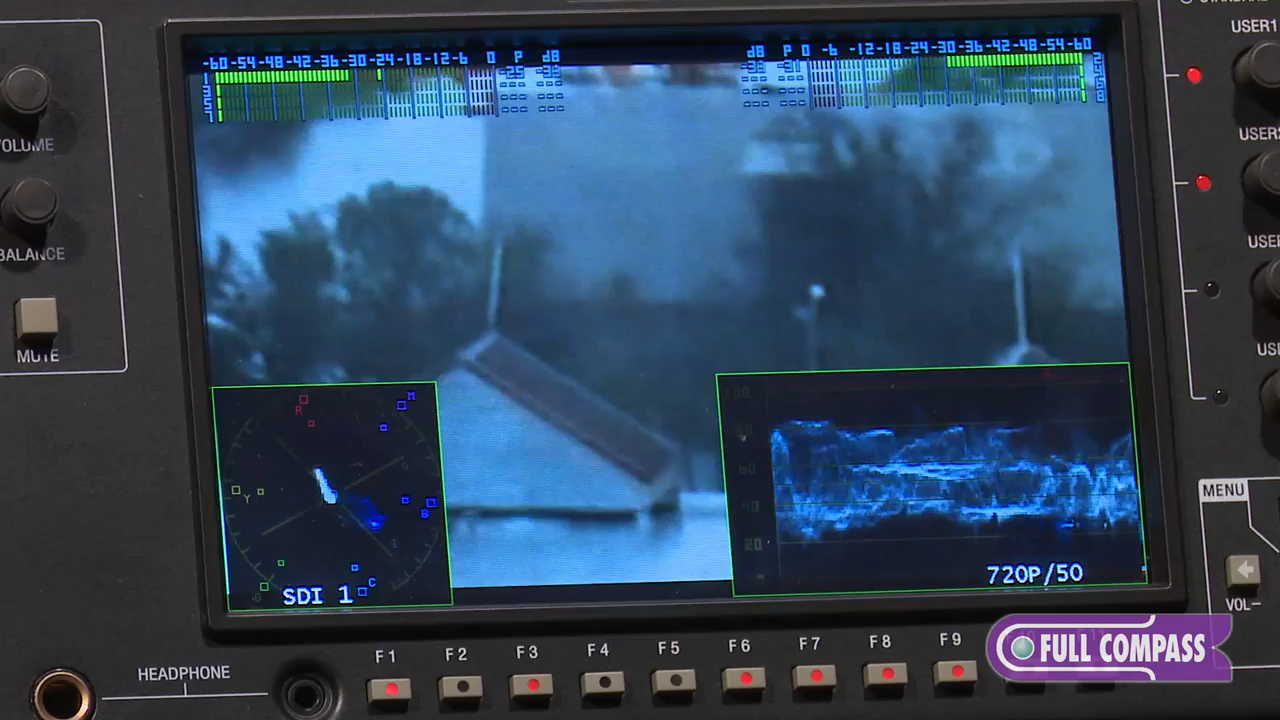 USER1
-60-54-48-42-36-30-24-18-12-6 0 P dB
dB P 0 -6 -12-18-24-30-36-42-48-54-60
VOLUME
BALANCE
MUTE
R
M
Y
B
C
SDI 1
60
20
720P/50
MENU
VOL-
F1 F2 F3 F4 F5 F6 F7 F8 F9
HEADPHONE
FULL COMPASS